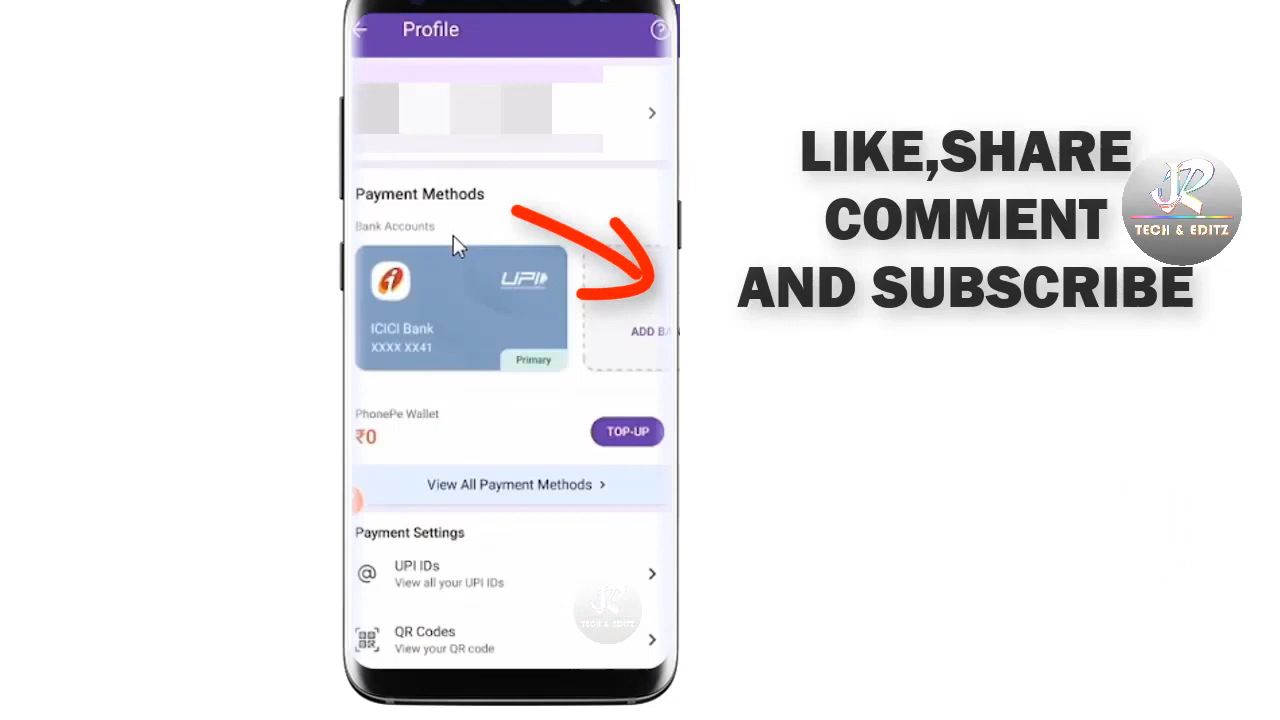 Profile
Payment Methods
Bank Accounts
UPI
ICICI Bank
XXXX XX41
Primary
ADD BA
PhonePe Wallet
₹0
TOP-UP
View All Payment Methods
Payment Settings
@
UPI IDs
View all your UPI IDs
QR Codes
View your QR code
TECH & EDITZ
LIKE,SHARE
COMMENT
AND SUBSCRIBE
JR
TECH & EDITZ